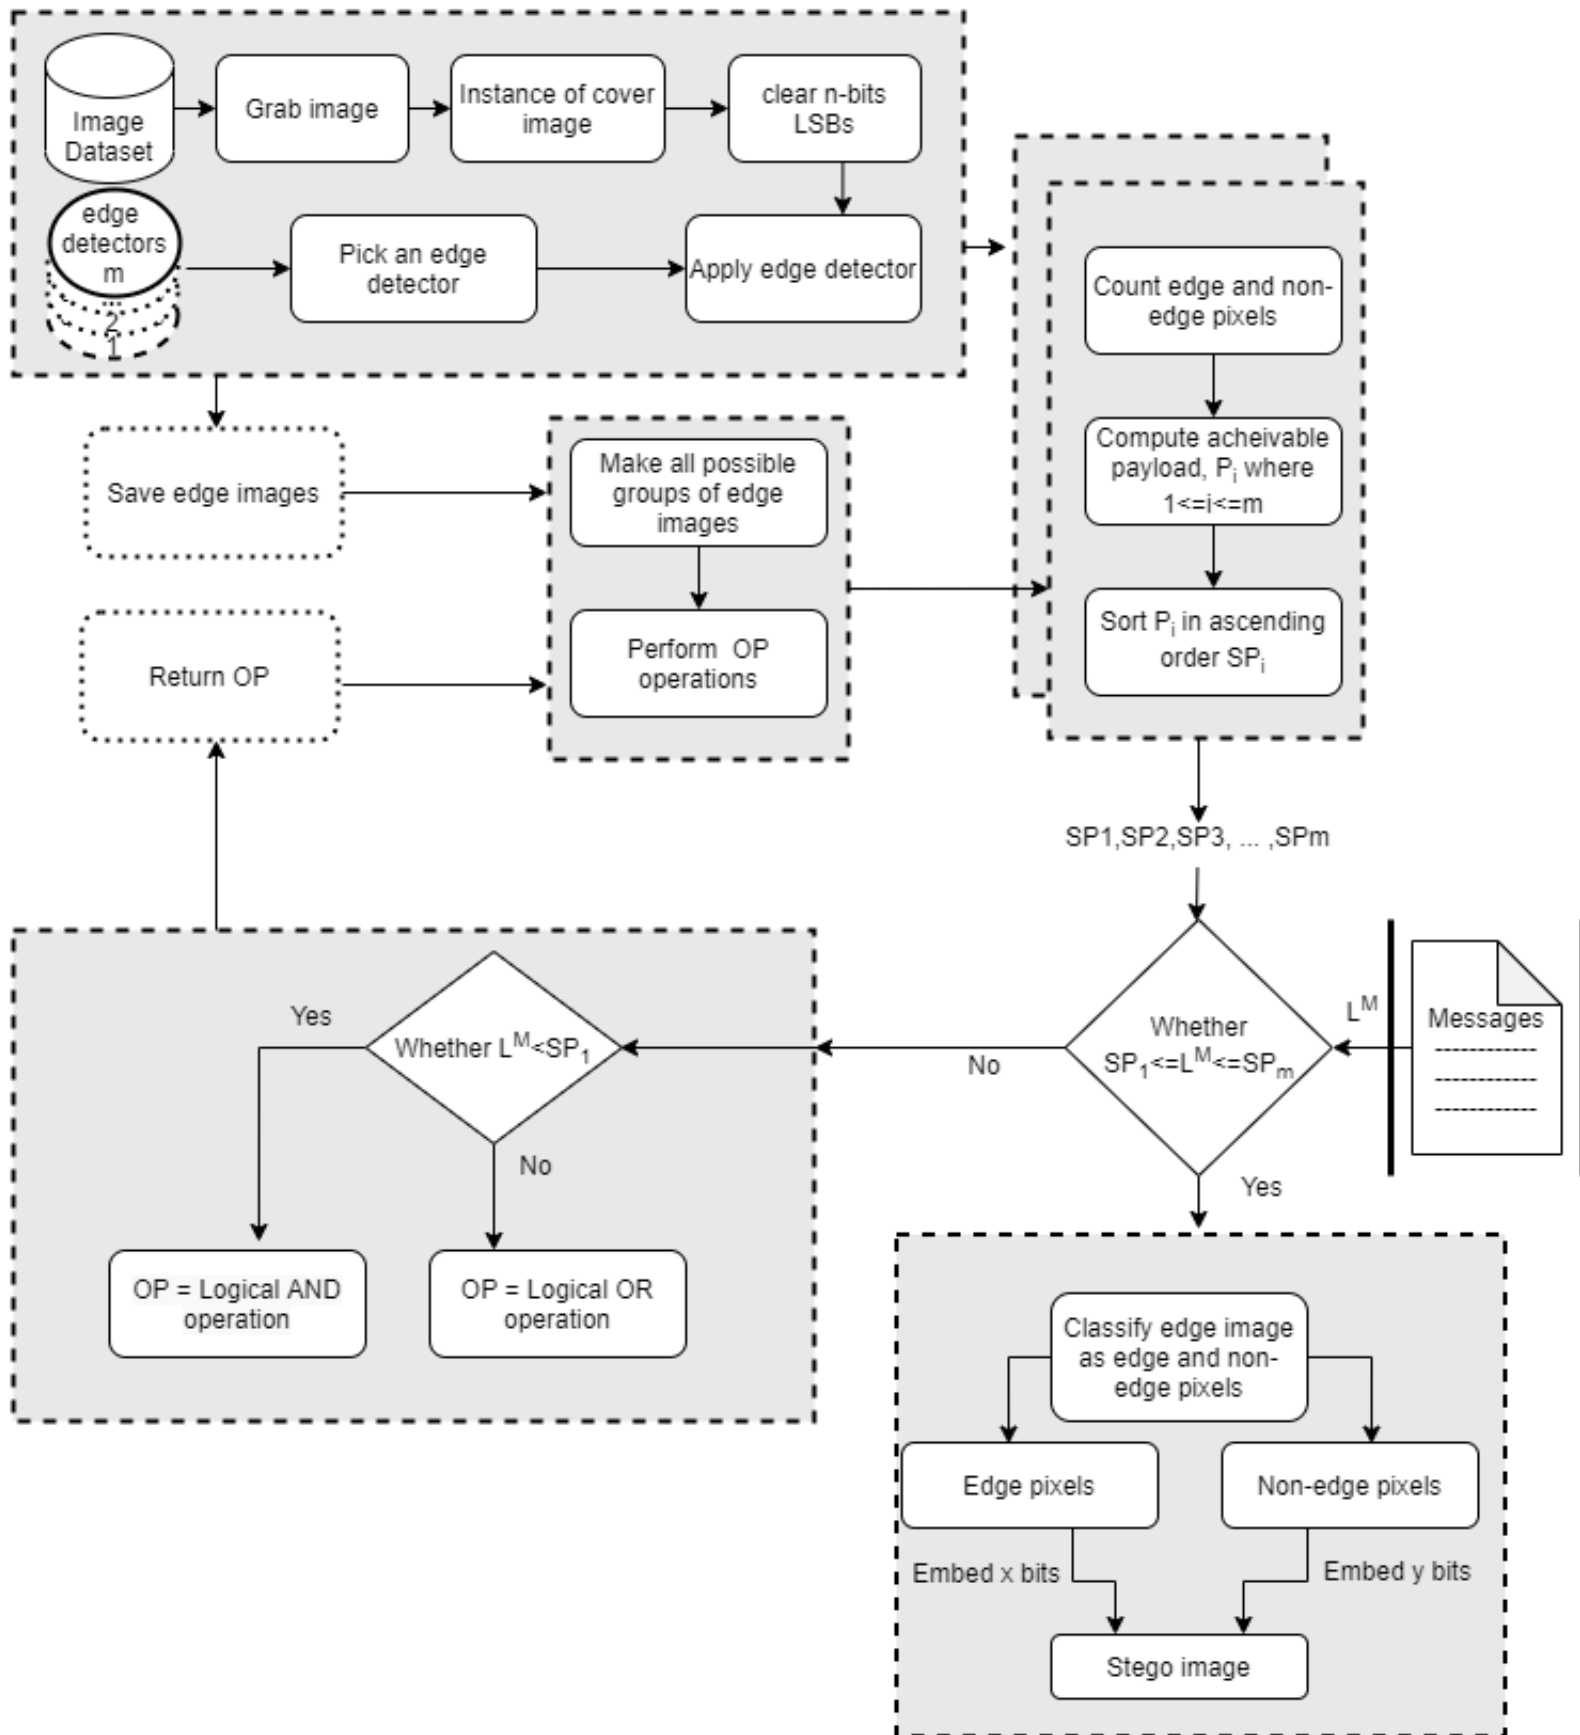 Image
Dataset
Grab image
Instance of cover
image
clear n-bits
LSBs
edge
detectors
m
...
2
1
Pick an edge
detector
Apply edge detector
Count edge and non-
edge pixels
Compute acheivable
payload, Pᵢ where
1<=i<=m
Sort Pᵢ in ascending
order SPᵢ
Save edge images
Make all possible
groups of edge
images
Perform OP
operations
Return OP
SP1,SP2,SP3, ... ,SPm
Whether
SP₁<=Lᴹ<=SPₘ
Lᴹ
Messages
No
Yes
Whether Lᴹ<SP₁
Yes
No
OP = Logical AND
operation
OP = Logical OR
operation
Classify edge image
as edge and non-
edge pixels
Edge pixels
Non-edge pixels
Embed x bits
Embed y bits
Stego image